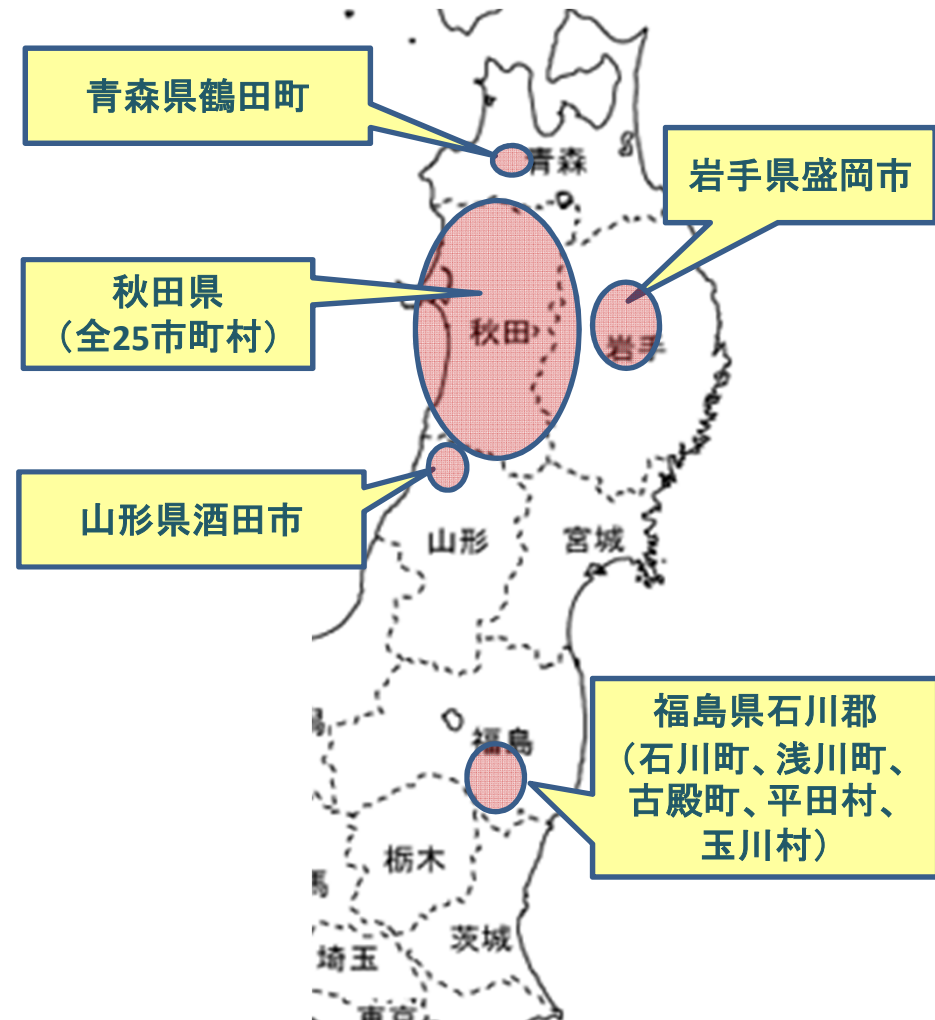 青森県鶴田町
青森
岩手県盛岡市
秋田県
（全25市町村）
秋田
岩手
山形県酒田市
山形
宮城
福島県石川郡
（石川町、浅川町、
古殿町、平田村、
玉川村）
福島
栃木
茨城
埼玉